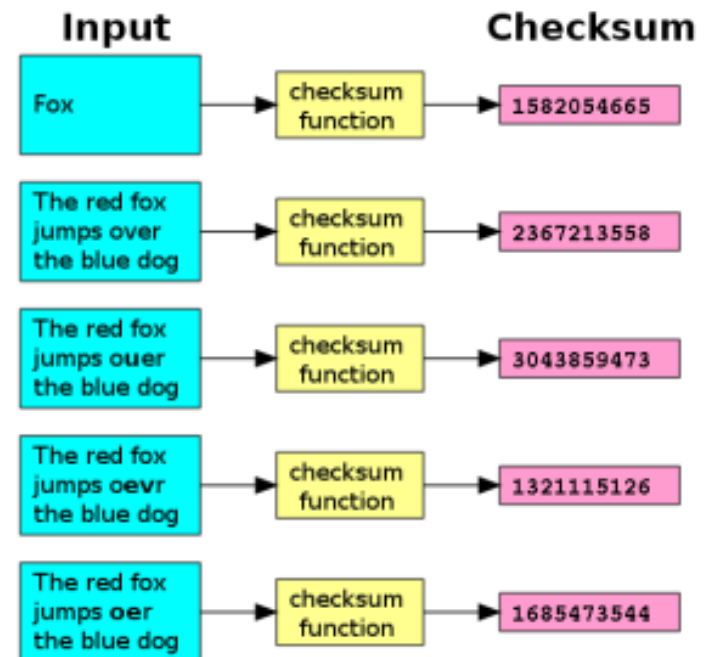 Input
Checksum
Fox
checksum
function
1582054665
The red fox
jumps over
the blue dog
checksum
function
2367213558
The red fox
jumps ouer
the blue dog
checksum
function
3043859473
The red fox
jumps oevr
the blue dog
checksum
function
1321115126
The red fox
jumps oer
the blue dog
checksum
function
1685473544